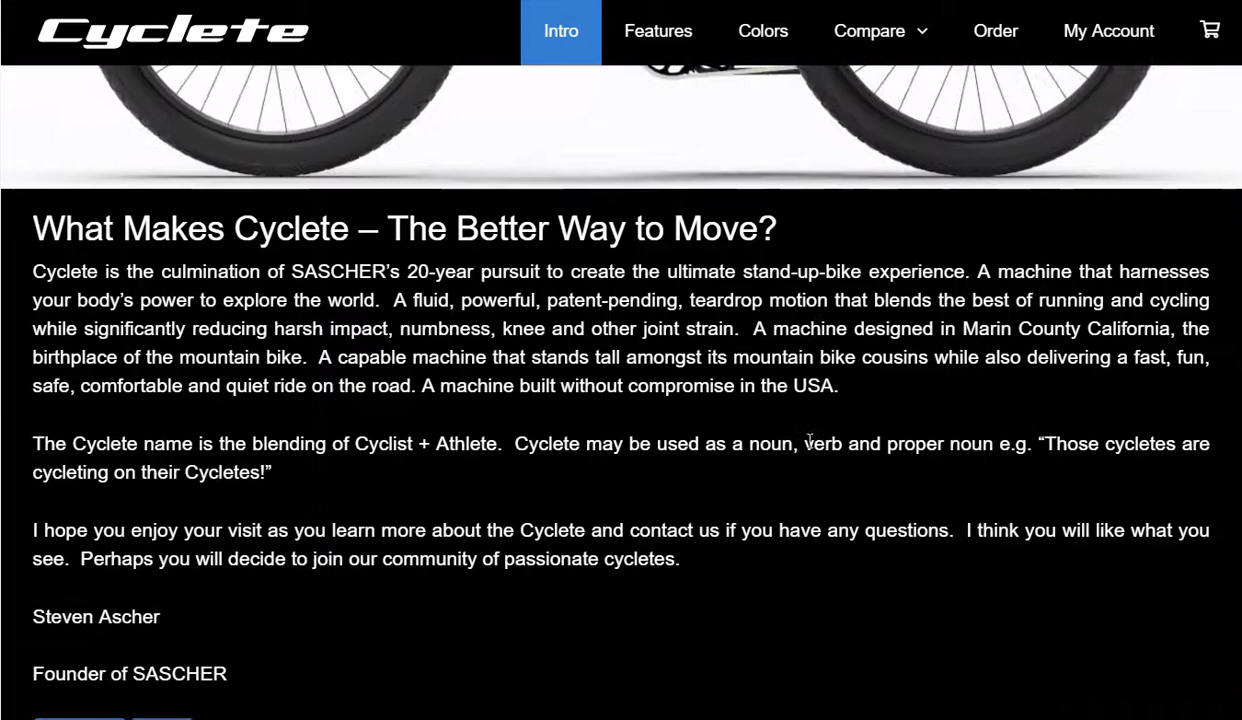 Cyclete
Intro
Features
Colors
Compare
Order
My Account
What Makes Cyclete – The Better Way to Move?
Cyclete is the culmination of SASCHER’s 20-year pursuit to create the ultimate stand-up-bike experience. A machine that harnesses
your body’s power to explore the world.  A fluid, powerful, patent-pending, teardrop motion that blends the best of running and cycling
while significantly reducing harsh impact, numbness, knee and other joint strain.  A machine designed in Marin County California, the
birthplace of the mountain bike.  A capable machine that stands tall amongst its mountain bike cousins while also delivering a fast, fun,
safe, comfortable and quiet ride on the road. A machine built without compromise in the USA.
The Cyclete name is the blending of Cyclist + Athlete.  Cyclete may be used as a noun, verb and proper noun e.g. “Those cycletes are
cycleting on their Cycletes!”
I hope you enjoy your visit as you learn more about the Cyclete and contact us if you have any questions.  I think you will like what you
see.  Perhaps you will decide to join our community of passionate cycletes.
Steven Ascher
Founder of SASCHER